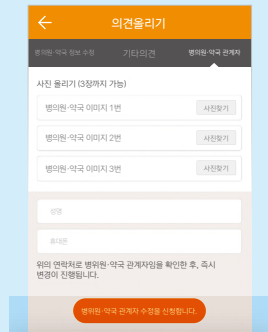 의견올리기
병의원·약국 정보 수정 기타의견 병의원·약국 관계자
사진 올리기 (3장까지 가능)
병의원·약국 이미지 1번 사진찾기
병의원·약국 이미지 2번 사진찾기
병의원·약국 이미지 3번 사진찾기
성명
휴대폰
위의 연락처로 병위원·약국 관계자임을 확인한 후, 즉시
변경이 진행됩니다.
병위원·약국 관계자 수정을 신청합니다.